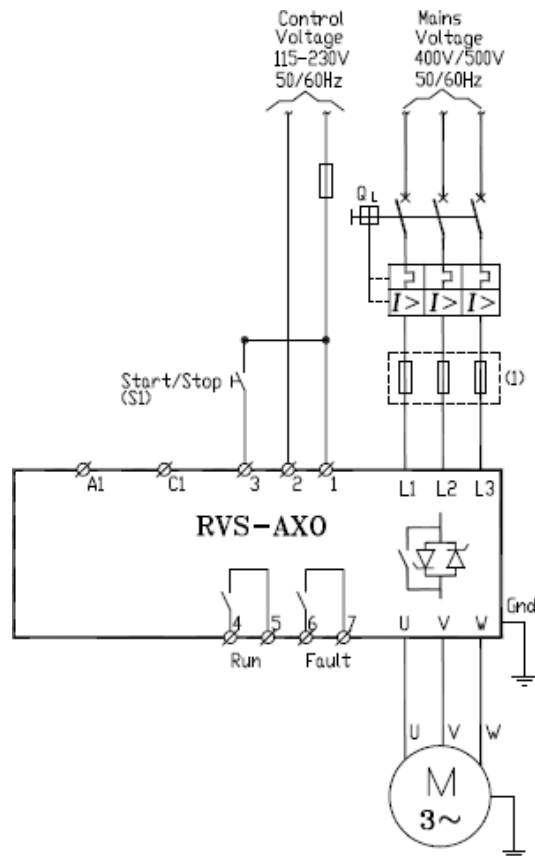 Control
Voltage
115-230V
50/60Hz
Mains
Voltage
400V/500V
50/60Hz
QL
I> I> I>
Start/Stop
(S1)
(1)
A1 C1 3 2 1 L1 L2 L3
RVS-AX0
Gnd
4 5 6 7 U V W
Run Fault
U V W
M
3~